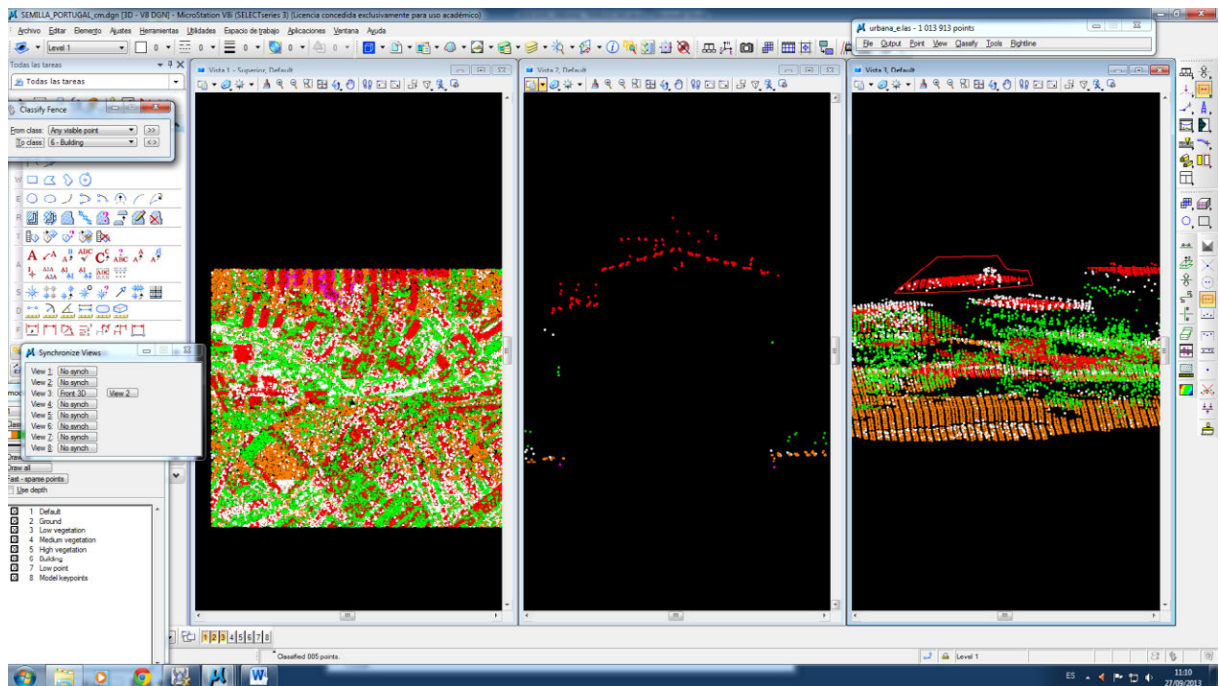 SEMILLA_PORTUGAL_cm.dgn [3D - V8 DGN] - MicroStation V8i (SELECTseries 3) (Licencia concedida exclusivamente para uso académico)
Archivo Editar Elemento Ajustes Herramientas Utilidades Espacio de trabajo Aplicaciones Ventana Ayuda
urbana_e.las - 1 013 913 points
File Output Point View Classify Tools Flightline
Level 1
0 0 0 0 0
Todas las tareas
Todas las tareas
Vista 1 - Superior, Default
Vista 2, Default
Vista 3, Default
Classify Fence
From class: Any visible point >>
To class: 6 - Building <->
Synchronize Views
View 1: No synch
View 2: No synch
View 3: Front 3D View 2
View 4: No synch
View 5: No synch
View 6: No synch
View 7: No synch
View 8: No synch
Draw all
Fast - sparse points
Use depth
1 Default
2 Ground
3 Low vegetation
4 Medium vegetation
5 High vegetation
6 Building
7 Low point
8 Model keypoints
1 2 3 4 5 6 7 8
Classified 005 points.
Level 1
ES
11:10
27/09/2013